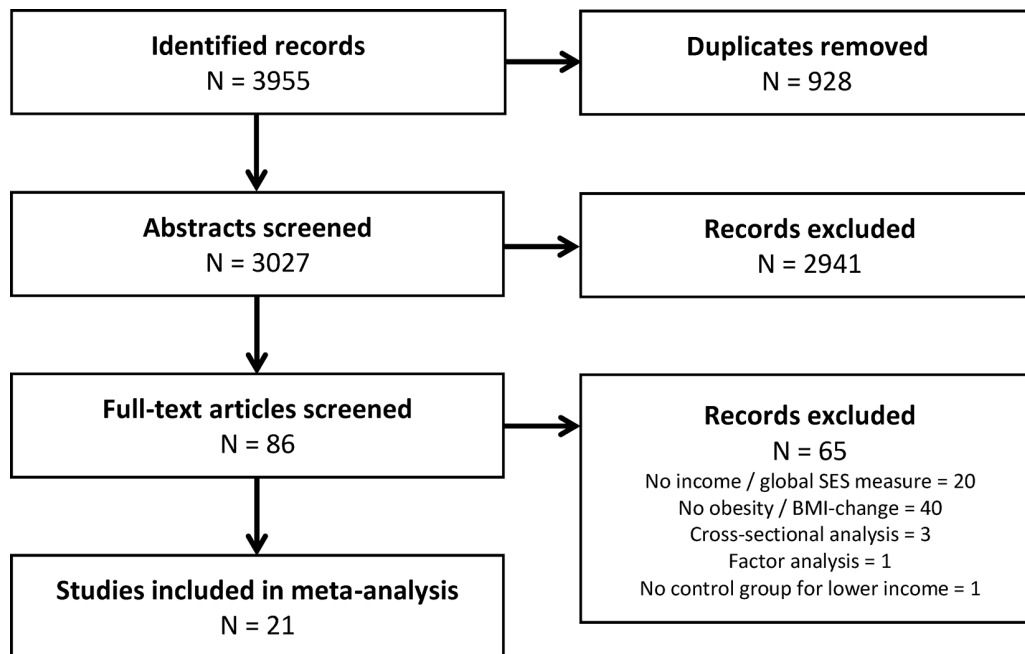 Identified records
N = 3955
Duplicates removed
N = 928
Abstracts screened
N = 3027
Records excluded
N = 2941
Full-text articles screened
N = 86
Records excluded
N = 65
No income / global SES measure = 20
No obesity / BMI-change = 40
Cross-sectional analysis = 3
Factor analysis = 1
No control group for lower income = 1
Studies included in meta-analysis
N = 21